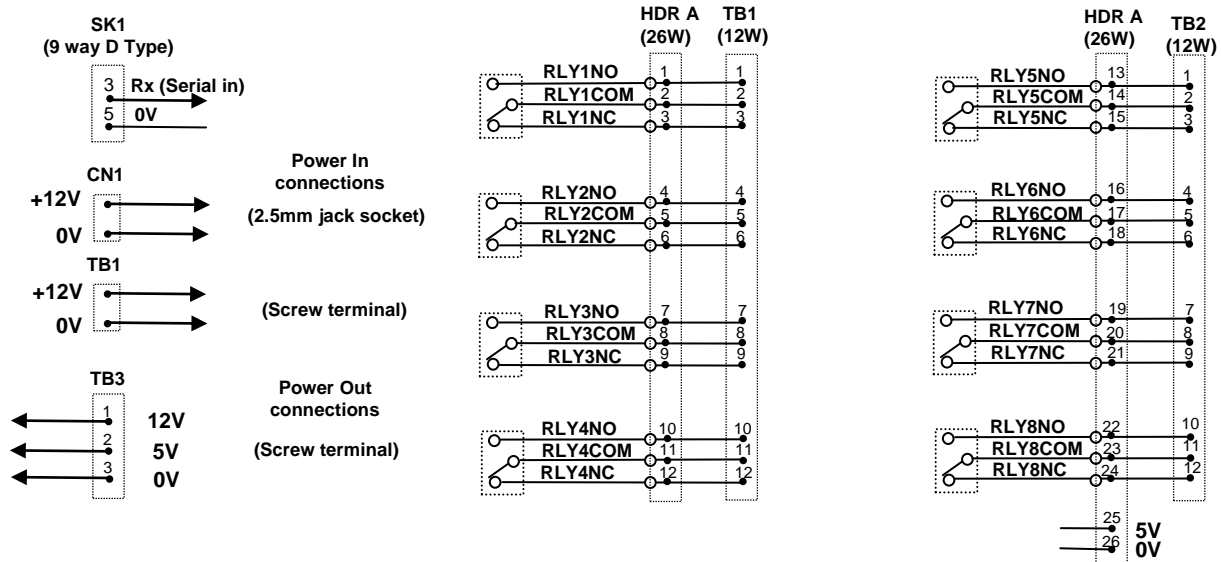 SK1
(9 way D Type)
3 Rx (Serial in)
5 0V
Power In
connections
CN1
+12V
(2.5mm jack socket)
0V
TB1
+12V
(Screw terminal)
0V
TB3
Power Out
connections
1 12V
2 5V
(Screw terminal)
3 0V
HDR A TB1
(26W) (12W)
RLY1NO 1 1
RLY1COM 2 2
RLY1NC 3 3
RLY2NO 4 4
RLY2COM 5 5
RLY2NC 6 6
RLY3NO 7 7
RLY3COM 8 8
RLY3NC 9 9
RLY4NO 10 10
RLY4COM 11 11
RLY4NC 12 12
HDR A TB2
(26W) (12W)
RLY5NO 13 1
RLY5COM 14 2
RLY5NC 15 3
RLY6NO 16 4
RLY6COM 17 5
RLY6NC 18 6
RLY7NO 19 7
RLY7COM 20 8
RLY7NC 21 9
RLY8NO 22 10
RLY8COM 23 11
RLY8NC 24 12
25 5V
26 0V